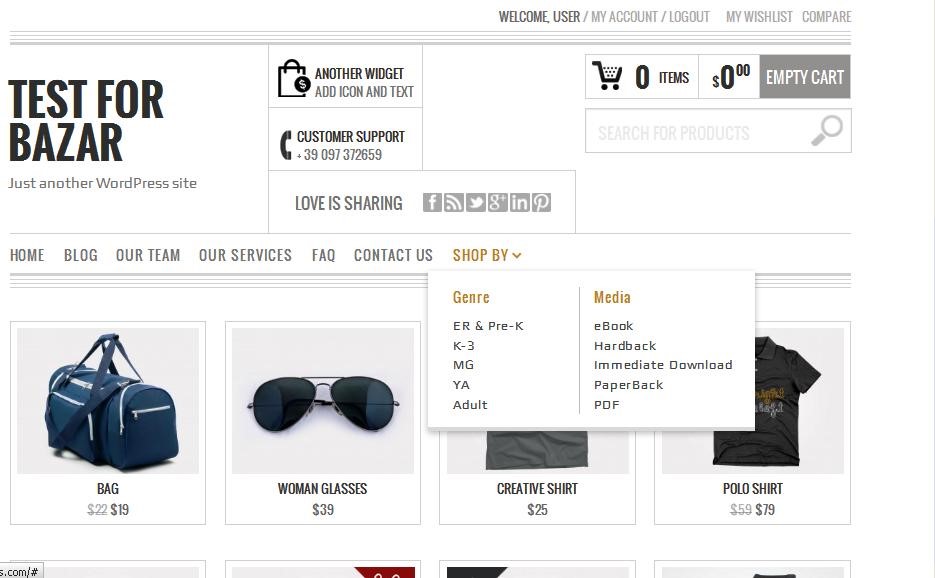 WELCOME, USER / MY ACCOUNT / LOGOUT MY WISHLIST COMPARE
TEST FOR
BAZAR
Just another WordPress site
ANOTHER WIDGET
ADD ICON AND TEXT
CUSTOMER SUPPORT
+ 39 097 372659
LOVE IS SHARING
0 ITEMS $0.00 EMPTY CART
SEARCH FOR PRODUCTS
HOME BLOG OUR TEAM OUR SERVICES FAQ CONTACT US SHOP BY
Genre
ER & Pre-K
K-3
MG
YA
Adult
Media
eBook
Hardback
Immediate Download
PaperBack
PDF
BAG
$22 $19
WOMAN GLASSES
$39
CREATIVE SHIRT
$25
POLO SHIRT
$59 $79
s.com/#